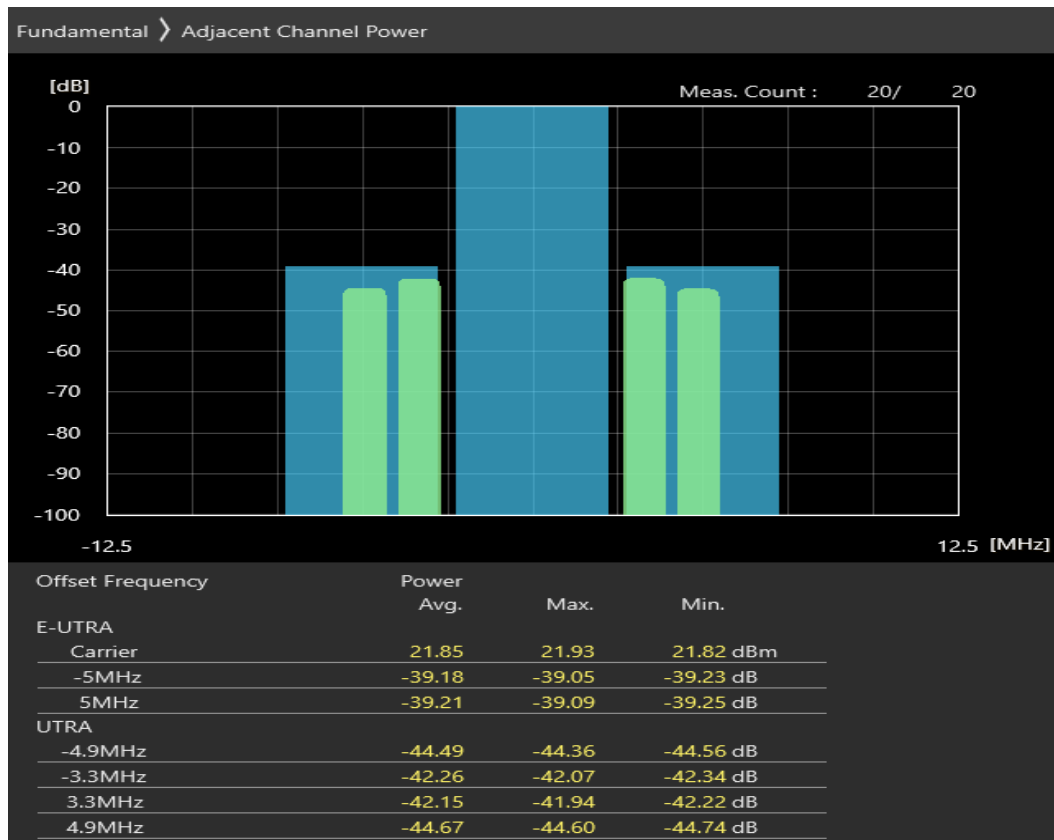 Fundamental 〉 Adjacent Channel Power
[dB]
Meas. Count : 20/ 20
0
-10
-20
-30
-40
-50
-60
-70
-80
-90
-100
-12.5 12.5 [MHz]
Offset Frequency Power
Avg. Max. Min.
E-UTRA
Carrier 21.85 21.93 21.82 dBm
-5MHz -39.18 -39.05 -39.23 dB
5MHz -39.21 -39.09 -39.25 dB
UTRA
-4.9MHz -44.49 -44.36 -44.56 dB
-3.3MHz -42.26 -42.07 -42.34 dB
3.3MHz -42.15 -41.94 -42.22 dB
4.9MHz -44.67 -44.60 -44.74 dB